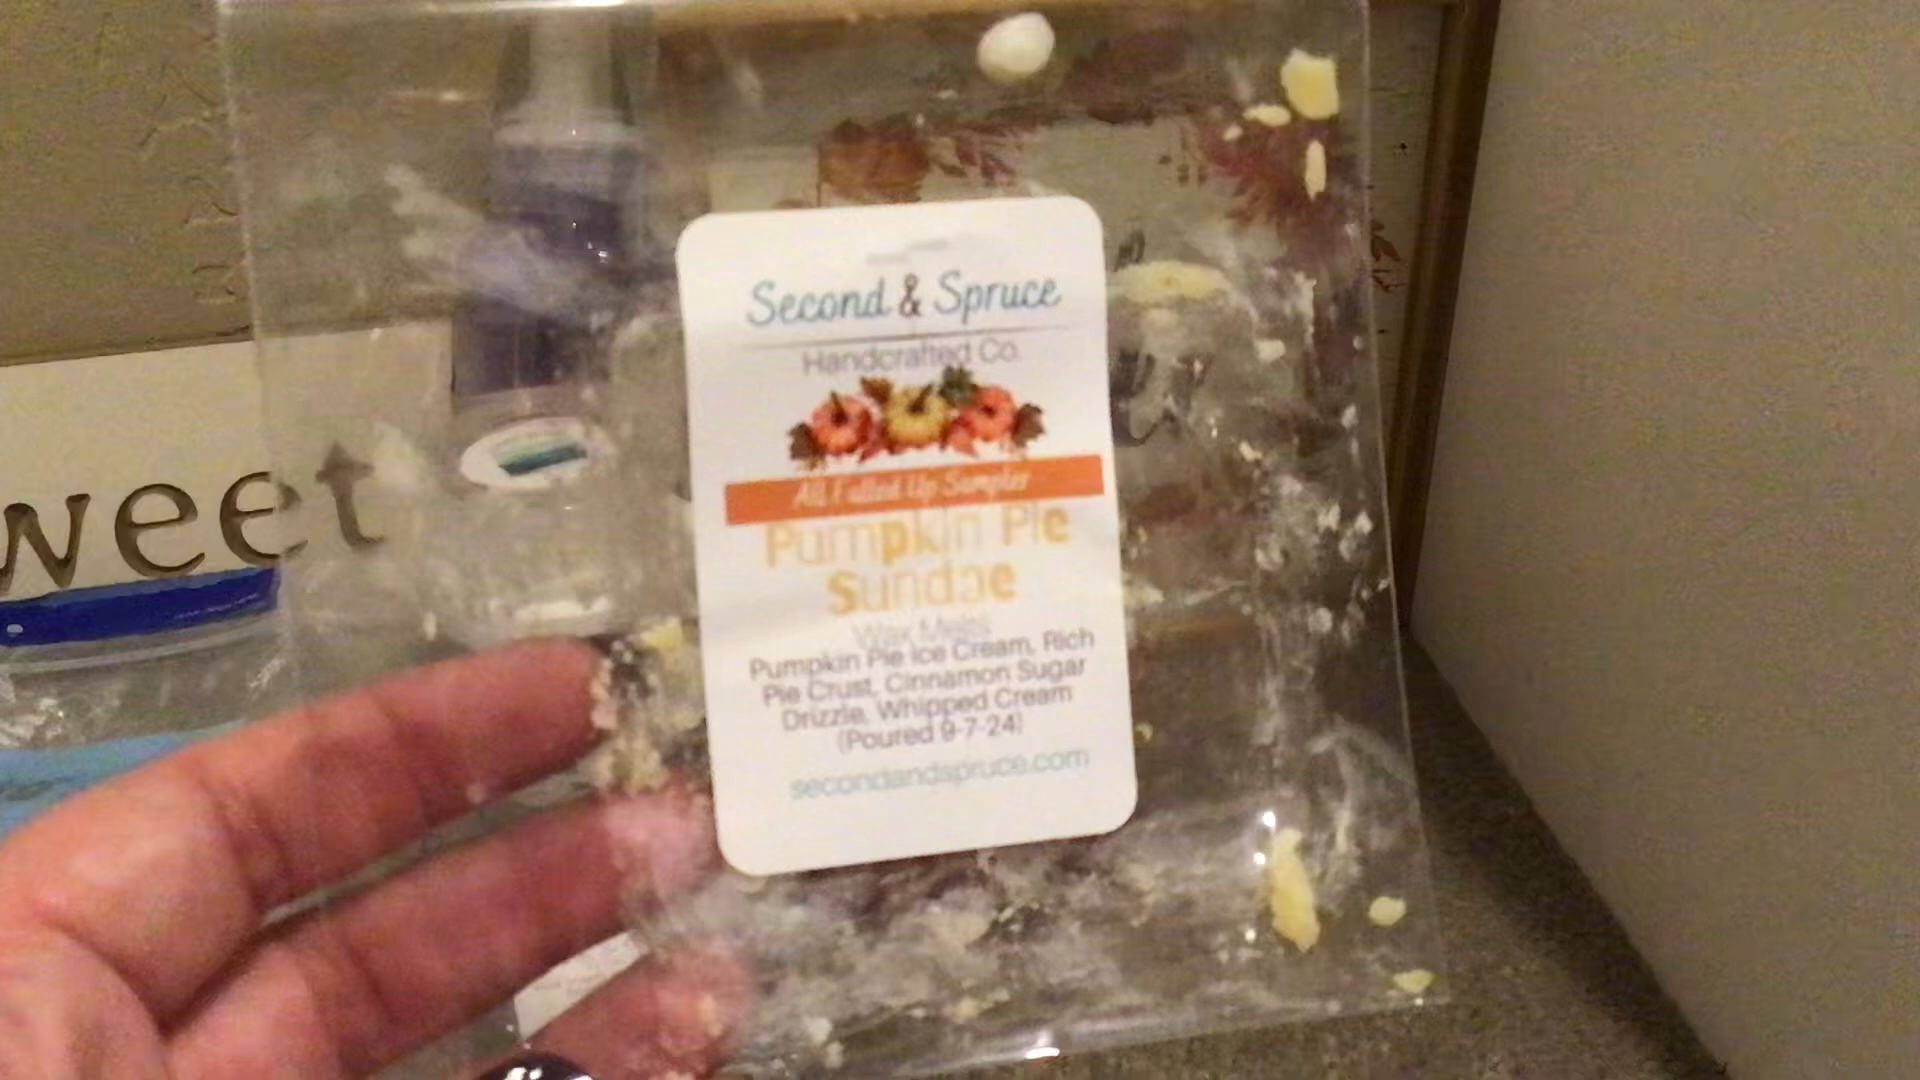 Second & Spruce
Handcrafted Co.
All Falled Up Sampler
Pumpkin Pie
Sundae
Wax Melts
Pumpkin Pie Ice Cream, Rich
Pie Crust, Cinnamon Sugar
Drizzle, Whipped Cream
(Poured 9-7-24)
secondandspruce.com
weet